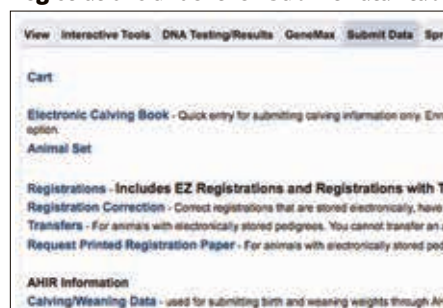 View Interactive Tools DNA Testing/Results GeneMax Submit Data
Cart
Electronic Calving Book - Quick entry for submitting calving information only.
option.
Animal Set
Registrations - Includes EZ Registrations and Registrations with
Registration Correction - Correct registrations that are stored electronically, have
Transfers - For animals with electronically stored pedigrees. You cannot transfer an
Request Printed Registration Paper - For animals with electronically stored
AHIR Information
Calving/Weaning Data - used for submitting birth and weaning weights through